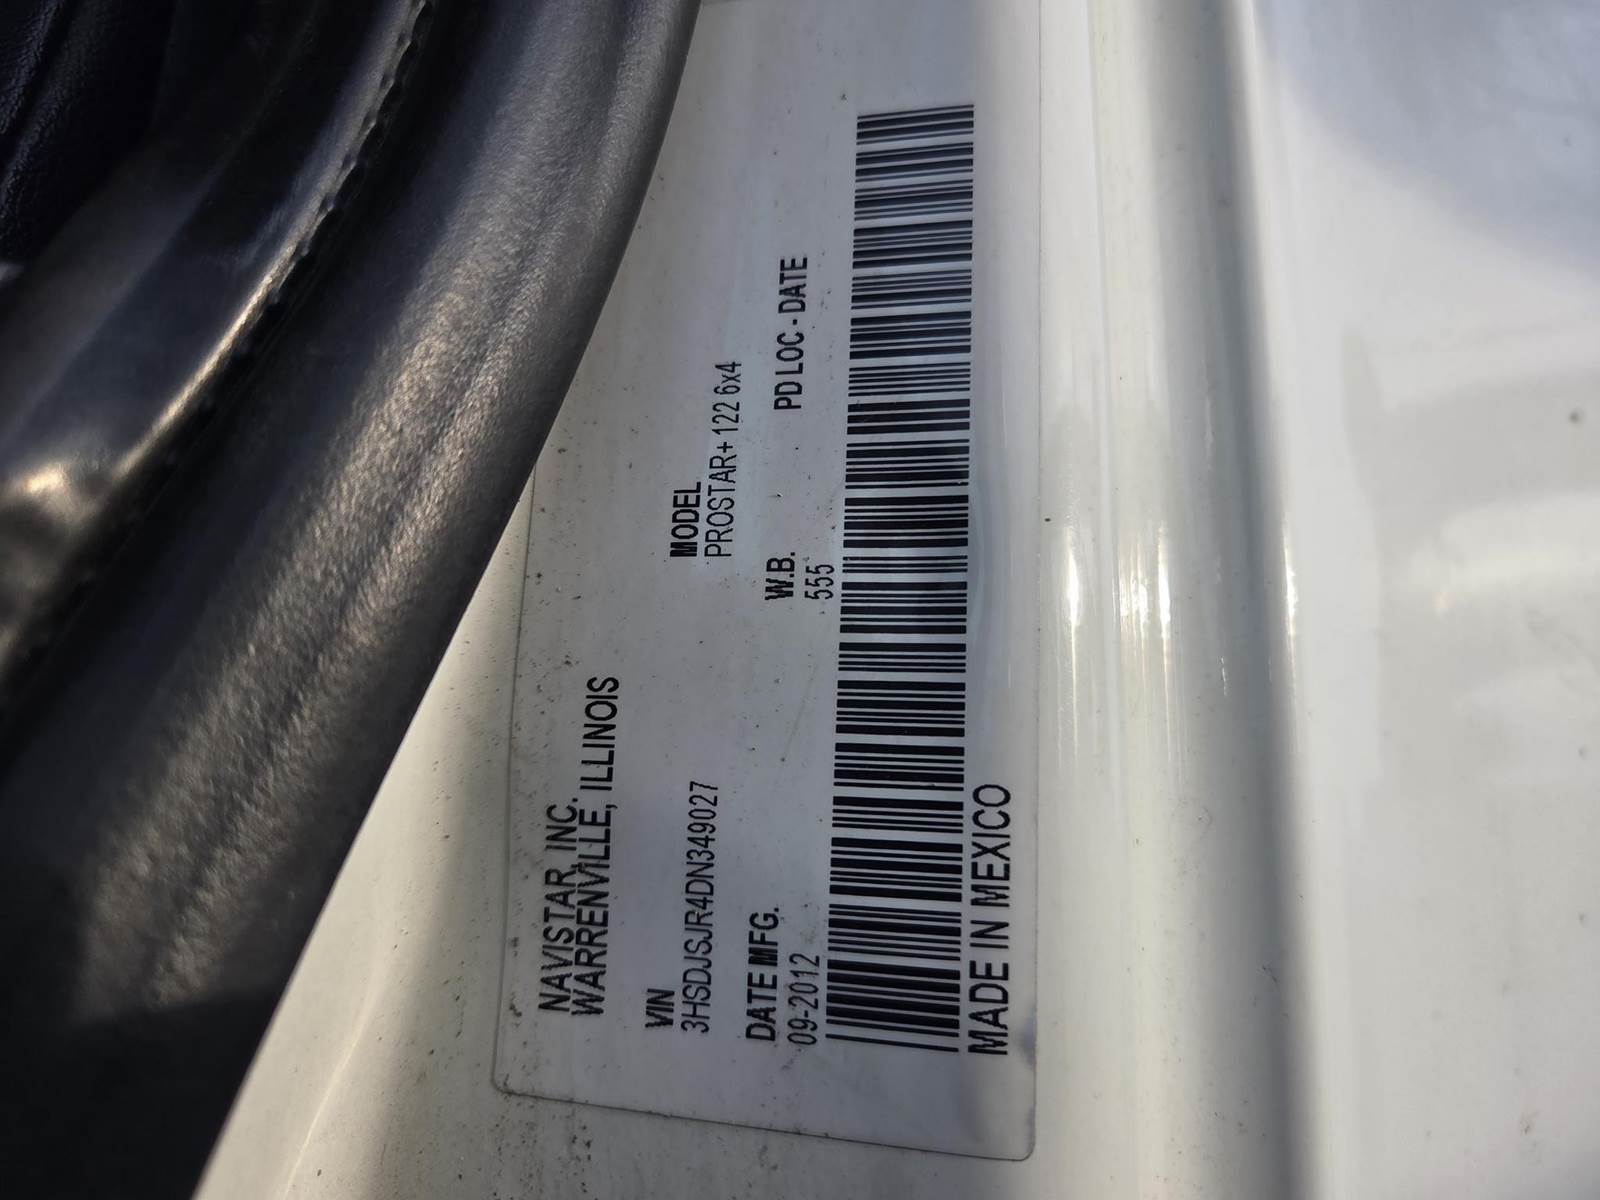 NAVISTAR, INC.
WARRENVILLE, ILLINOIS
VIN
3HSDJSJR4DN349027
MODEL
PROSTAR+ 122 6x4
DATE MFG.
09-2012
W.B.
555
PD LOC - DATE
MADE IN MEXICO